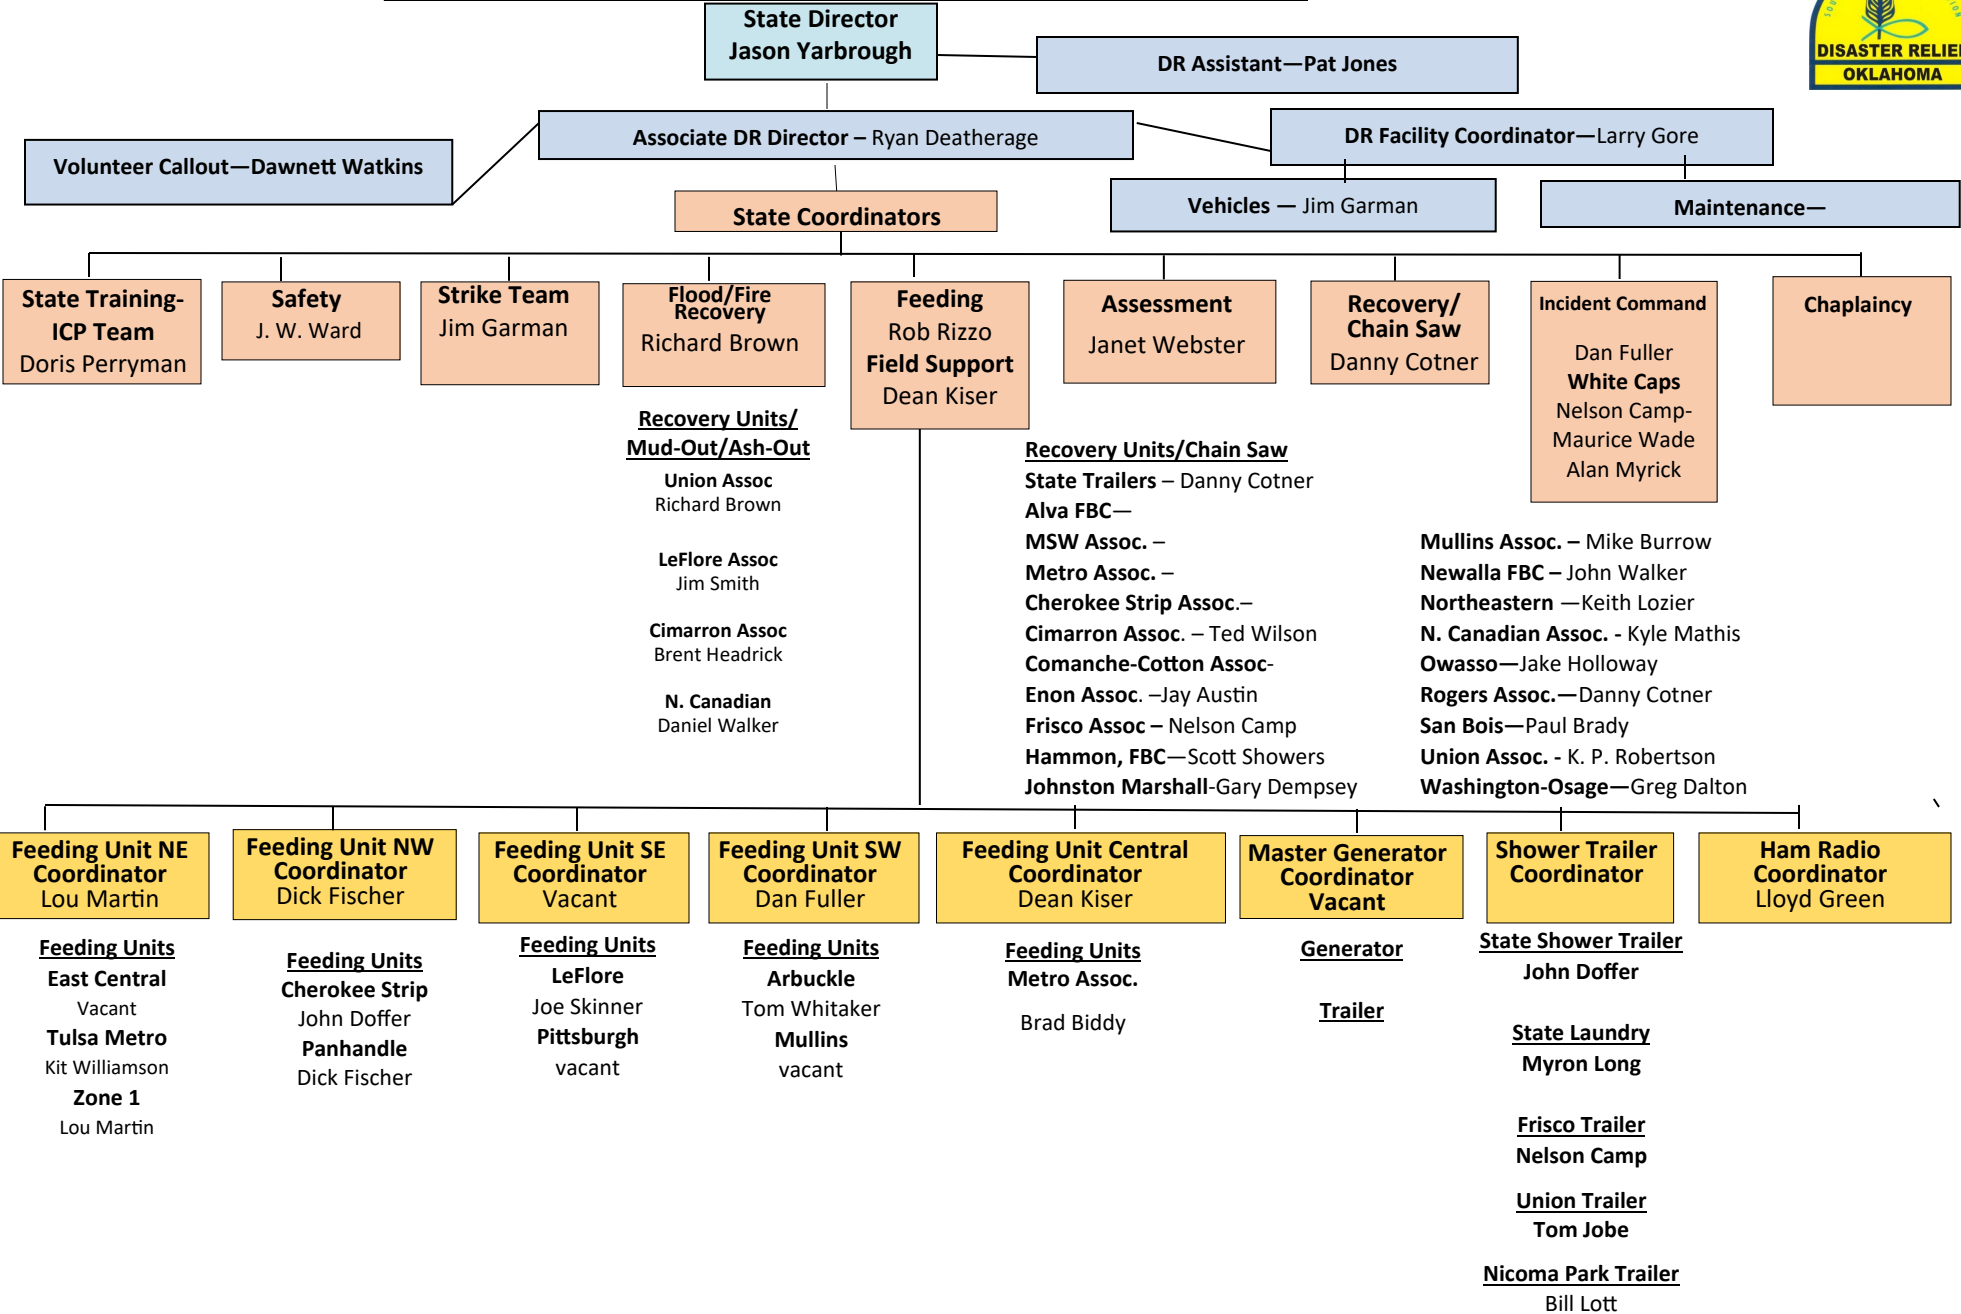 State Director
Jason Yarbrough
DR Assistant—Pat Jones
DISASTER RELIEF
OKLAHOMA
Associate DR Director – Ryan Deatherage
DR Facility Coordinator—Larry Gore
Volunteer Callout—Dawnett Watkins
Vehicles — Jim Garman
Maintenance—
State Coordinators
State Training-
ICP Team
Doris Perryman
Safety
J. W. Ward
Strike Team
Jim Garman
Flood/Fire
Recovery
Richard Brown
Feeding
Rob Rizzo
Field Support
Dean Kiser
Assessment
Janet Webster
Recovery/
Chain Saw
Danny Cotner
Incident Command
Dan Fuller
White Caps
Nelson Camp-
Maurice Wade
Alan Myrick
Chaplaincy
Recovery Units/
Mud-Out/Ash-Out
Union Assoc
Richard Brown
LeFlore Assoc
Jim Smith
Cimarron Assoc
Brent Headrick
N. Canadian
Daniel Walker
Recovery Units/Chain Saw
State Trailers – Danny Cotner
Alva FBC—
MSW Assoc. –
Metro Assoc. –
Cherokee Strip Assoc.–
Cimarron Assoc. – Ted Wilson
Comanche-Cotton Assoc-
Enon Assoc. –Jay Austin
Frisco Assoc – Nelson Camp
Hammon, FBC—Scott Showers
Johnston Marshall-Gary Dempsey
Mullins Assoc. – Mike Burrow
Newalla FBC – John Walker
Northeastern —Keith Lozier
N. Canadian Assoc. - Kyle Mathis
Owasso—Jake Holloway
Rogers Assoc.—Danny Cotner
San Bois—Paul Brady
Union Assoc. - K. P. Robertson
Washington-Osage—Greg Dalton
Feeding Unit NE
Coordinator
Lou Martin
Feeding Unit NW
Coordinator
Dick Fischer
Feeding Unit SE
Coordinator
Vacant
Feeding Unit SW
Coordinator
Dan Fuller
Feeding Unit Central
Coordinator
Dean Kiser
Master Generator
Coordinator
Vacant
Shower Trailer
Coordinator
Ham Radio
Coordinator
Lloyd Green
Feeding Units
East Central
Vacant
Tulsa Metro
Kit Williamson
Zone 1
Lou Martin
Feeding Units
Cherokee Strip
John Doffer
Panhandle
Dick Fischer
Feeding Units
LeFlore
Joe Skinner
Pittsburgh
vacant
Feeding Units
Arbuckle
Tom Whitaker
Mullins
vacant
Feeding Units
Metro Assoc.
Brad Biddy
Generator
Trailer
State Shower Trailer
John Doffer
State Laundry
Myron Long
Frisco Trailer
Nelson Camp
Union Trailer
Tom Jobe
Nicoma Park Trailer
Bill Lott